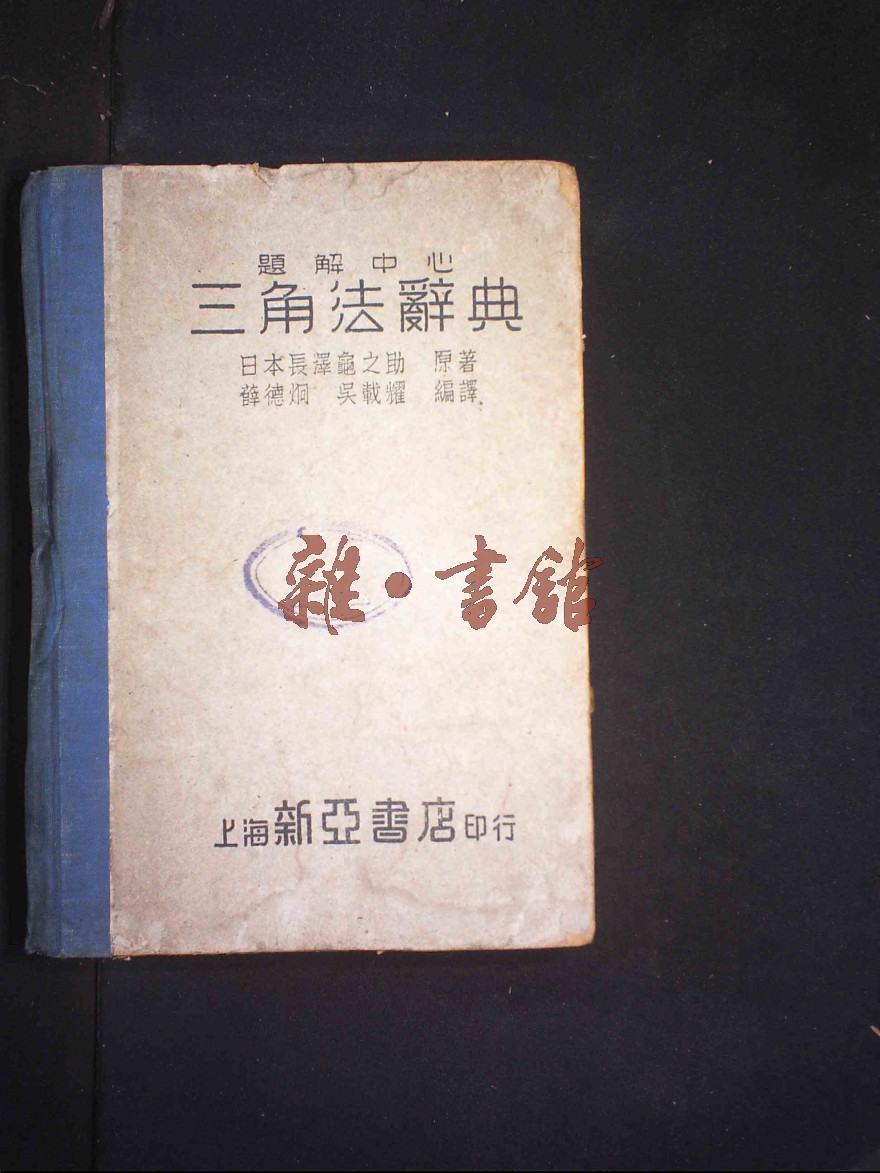 題解中心
三角法辭典
日本長澤龜之助 原著
薛德炯 吳載耀 編譯
雜·書館
上海新亞書店印行